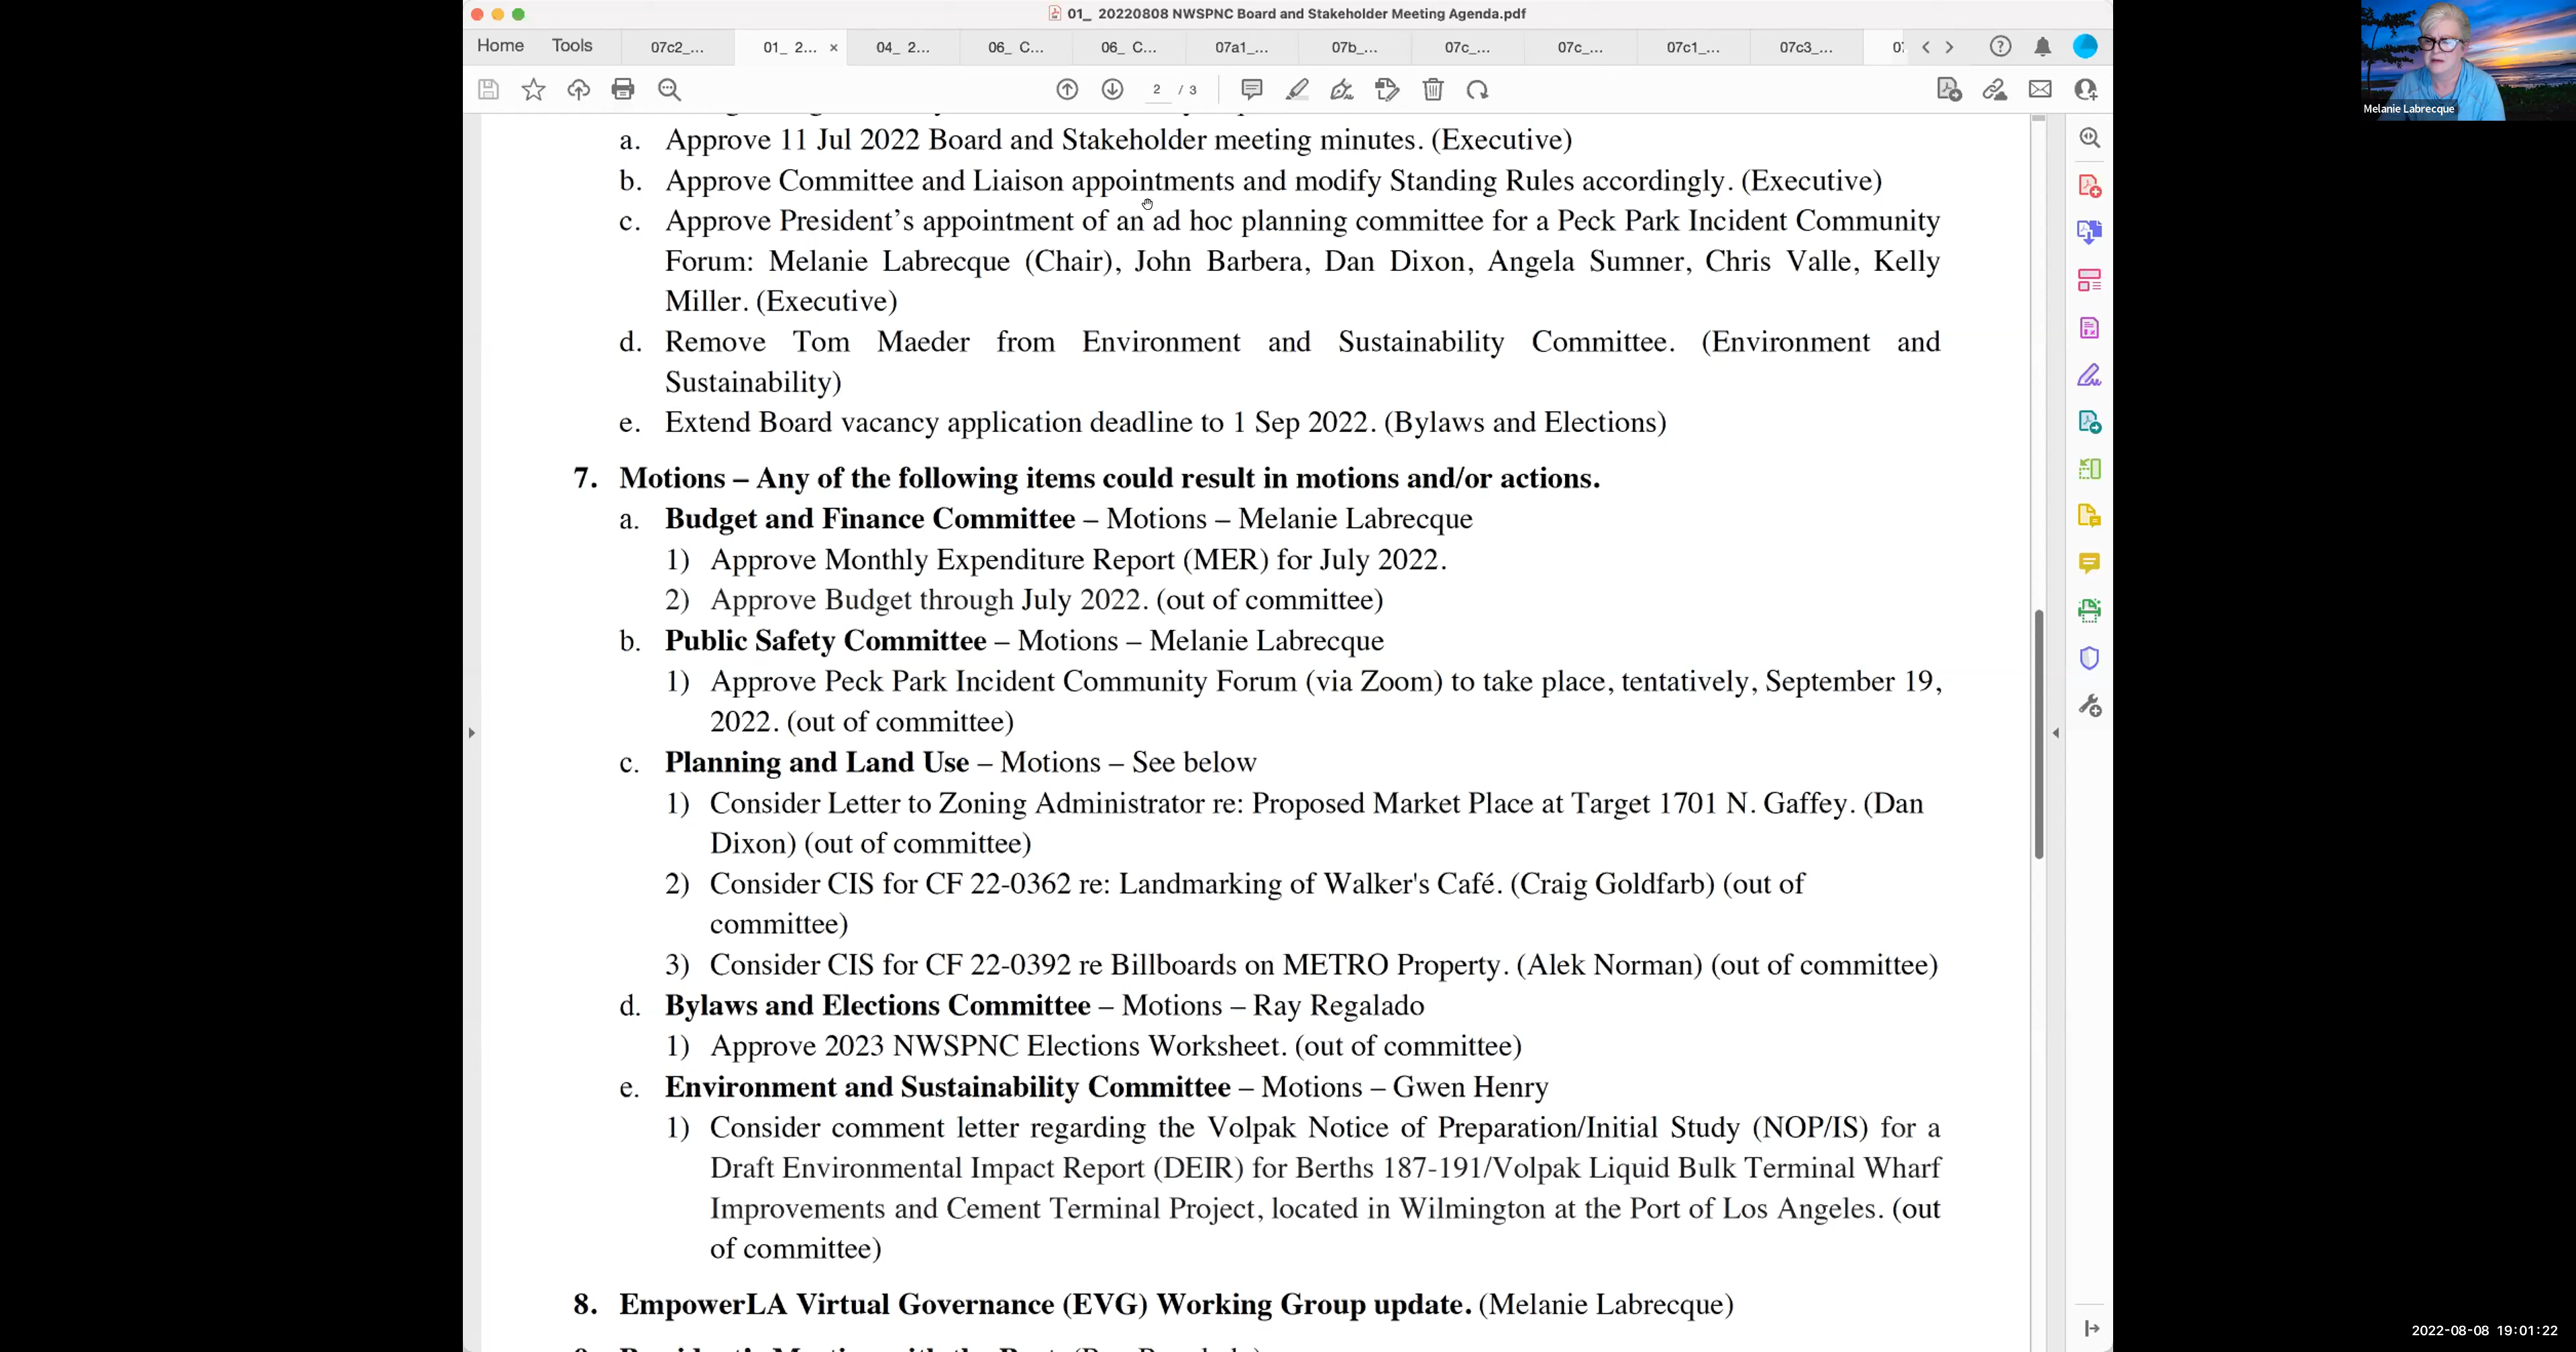 01_ 20220808 NWSPNC Board and Stakeholder Meeting Agenda.pdf
Home Tools 07c2_... 01_ 2... × 04_ 2... 06_ C... 06_ C... 07a1_... 07b_... 07c_... 07c_... 07c1_... 07c3_...
2 / 3
Melanie Labrecque
a. Approve 11 Jul 2022 Board and Stakeholder meeting minutes. (Executive)
b. Approve Committee and Liaison appointments and modify Standing Rules accordingly. (Executive)
c. Approve President’s appointment of an ad hoc planning committee for a Peck Park Incident Community
Forum: Melanie Labrecque (Chair), John Barbera, Dan Dixon, Angela Sumner, Chris Valle, Kelly
Miller. (Executive)
d. Remove Tom Maeder from Environment and Sustainability Committee. (Environment and
Sustainability)
e. Extend Board vacancy application deadline to 1 Sep 2022. (Bylaws and Elections)
7. Motions – Any of the following items could result in motions and/or actions.
a. Budget and Finance Committee – Motions – Melanie Labrecque
1) Approve Monthly Expenditure Report (MER) for July 2022.
2) Approve Budget through July 2022. (out of committee)
b. Public Safety Committee – Motions – Melanie Labrecque
1) Approve Peck Park Incident Community Forum (via Zoom) to take place, tentatively, September 19,
2022. (out of committee)
c. Planning and Land Use – Motions – See below
1) Consider Letter to Zoning Administrator re: Proposed Market Place at Target 1701 N. Gaffey. (Dan
Dixon) (out of committee)
2) Consider CIS for CF 22-0362 re: Landmarking of Walker's Café. (Craig Goldfarb) (out of
committee)
3) Consider CIS for CF 22-0392 re Billboards on METRO Property. (Alek Norman) (out of committee)
d. Bylaws and Elections Committee – Motions – Ray Regalado
1) Approve 2023 NWSPNC Elections Worksheet. (out of committee)
e. Environment and Sustainability Committee – Motions – Gwen Henry
1) Consider comment letter regarding the Volpak Notice of Preparation/Initial Study (NOP/IS) for a
Draft Environmental Impact Report (DEIR) for Berths 187-191/Volpak Liquid Bulk Terminal Wharf
Improvements and Cement Terminal Project, located in Wilmington at the Port of Los Angeles. (out
of committee)
8. EmpowerLA Virtual Governance (EVG) Working Group update. (Melanie Labrecque)
2022-08-08 19:01:22